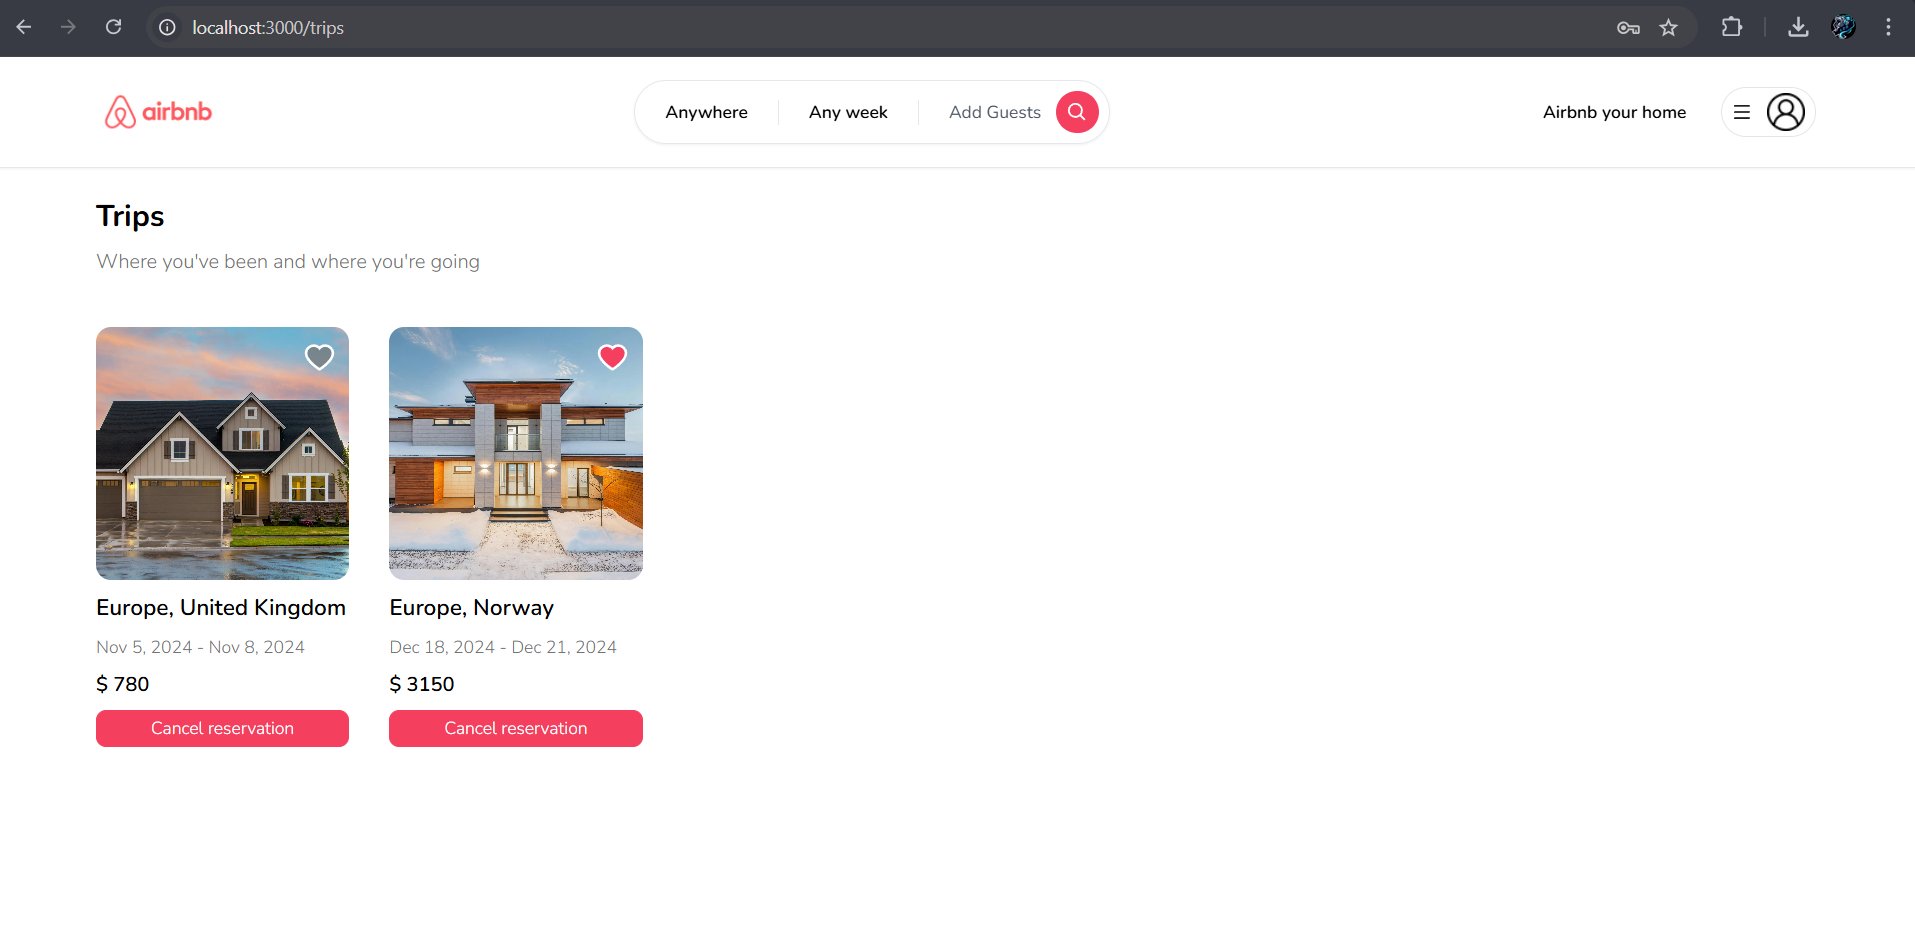 localhost:3000/trips
airbnb
Anywhere
Any week
Add Guests
Airbnb your home
Trips
Where you've been and where you're going
Europe, United Kingdom
Nov 5, 2024 - Nov 8, 2024
$ 780
Cancel reservation
Europe, Norway
Dec 18, 2024 - Dec 21, 2024
$ 3150
Cancel reservation